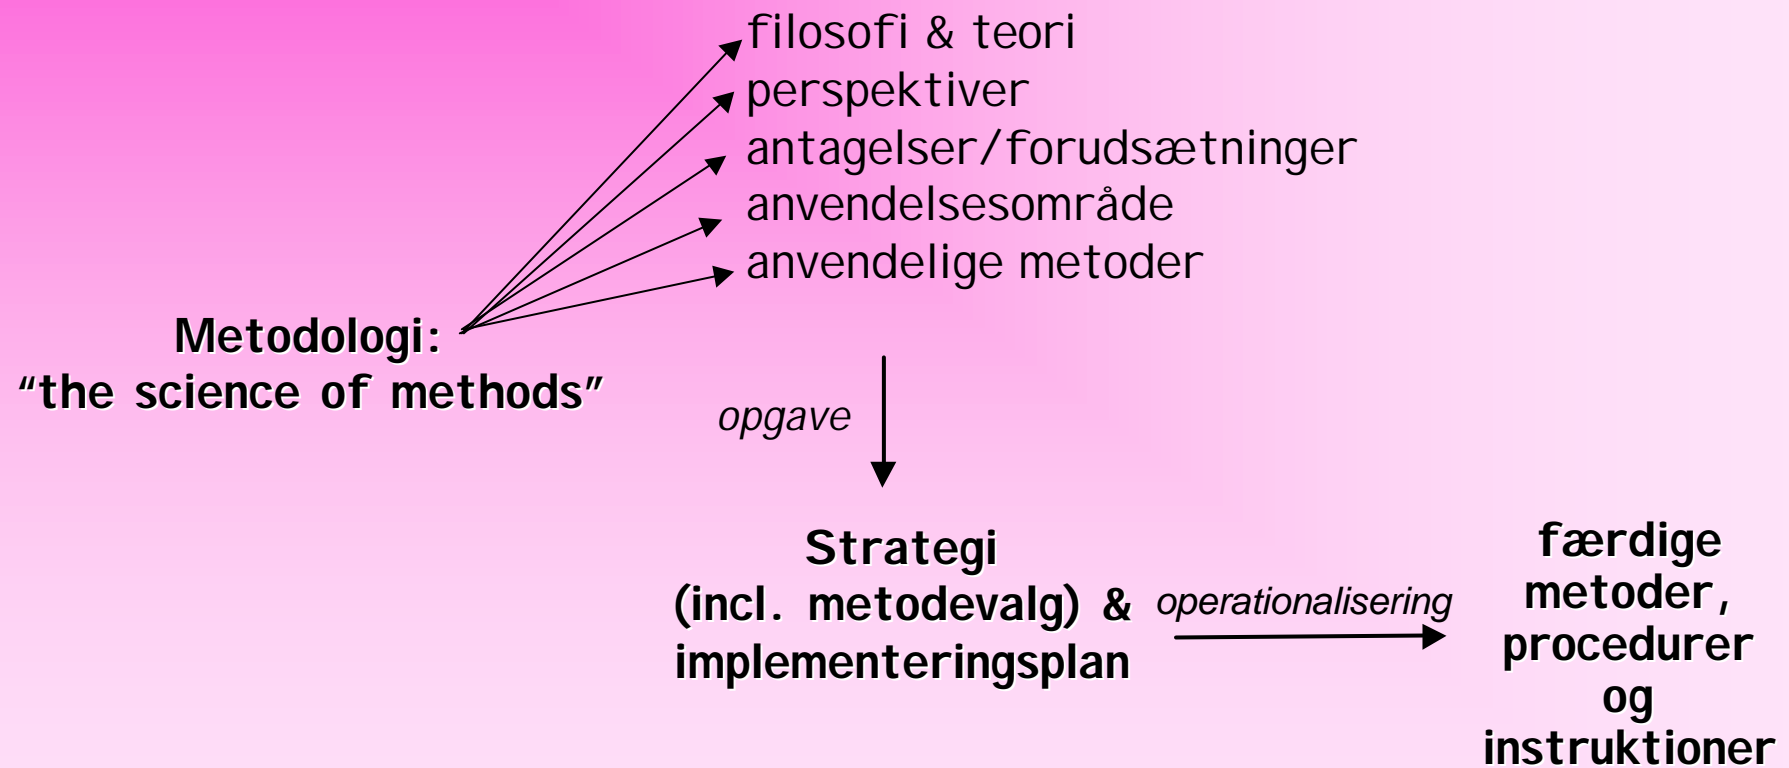 filosofi & teori
perspektiver
antagelser/forudsætninger
anvendelsesområde
anvendelige metoder
Metodologi:
“the science of methods”
opgave
Strategi
(incl. metodevalg) &
implementeringsplan
operationalisering
færdige
metoder,
procedurer
og
instruktioner